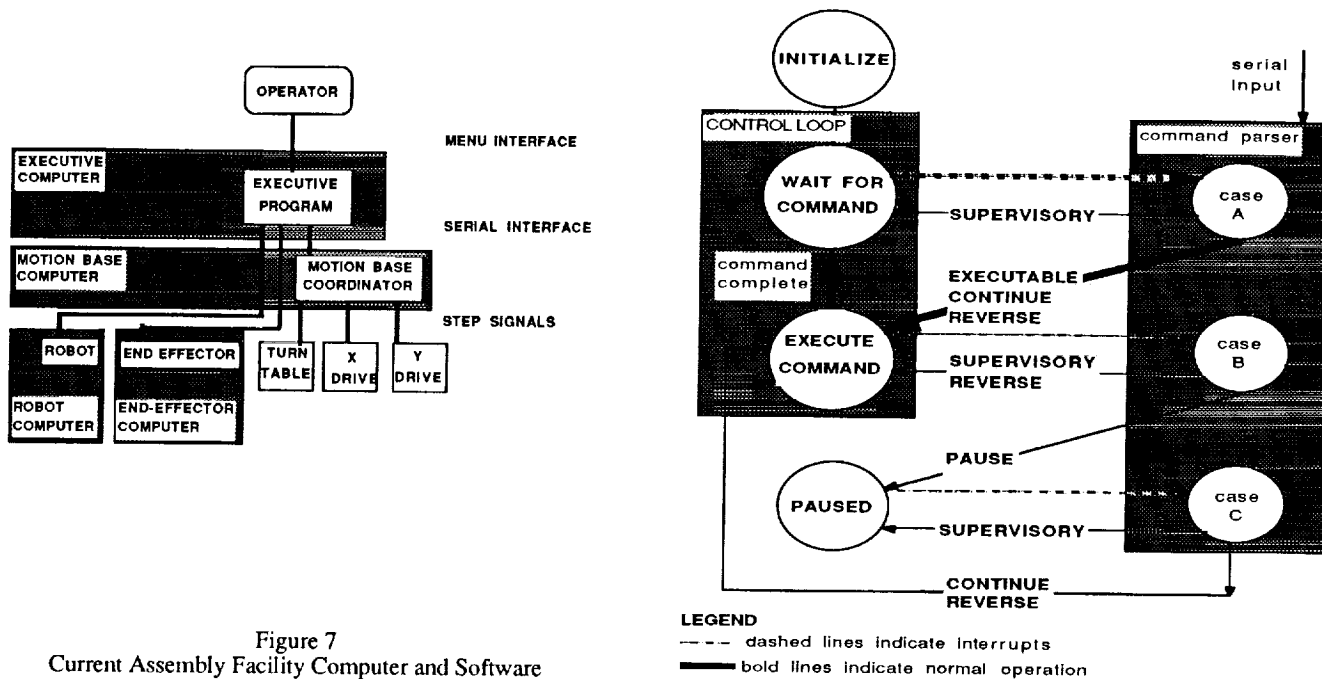 OPERATOR
MENU INTERFACE
EXECUTIVE
COMPUTER
EXECUTIVE
PROGRAM
SERIAL INTERFACE
MOTION BASE
COMPUTER
MOTION BASE
COORDINATOR
STEP SIGNALS
ROBOT
END EFFECTOR
TURN
TABLE
X
DRIVE
Y
DRIVE
ROBOT
COMPUTER
END-EFFECTOR
COMPUTER
Figure 7
Current Assembly Facility Computer and Software
INITIALIZE
serial
Input
CONTROL LOOP
command parser
WAIT FOR
COMMAND
case
A
SUPERVISORY
command
complete
EXECUTABLE
CONTINUE
REVERSE
EXECUTE
COMMAND
case
B
SUPERVISORY
REVERSE
PAUSE
PAUSED
case
C
SUPERVISORY
CONTINUE
REVERSE
LEGEND
dashed lines indicate interrupts
bold lines indicate normal operation